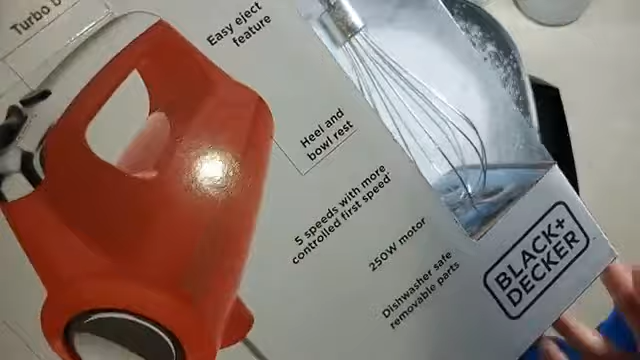 Turbo
Easy eject
feature
Heel and
bowl rest
5 speeds with more
controlled first speed
250W motor
Dishwasher safe
removable parts
BLACK+
DECKER